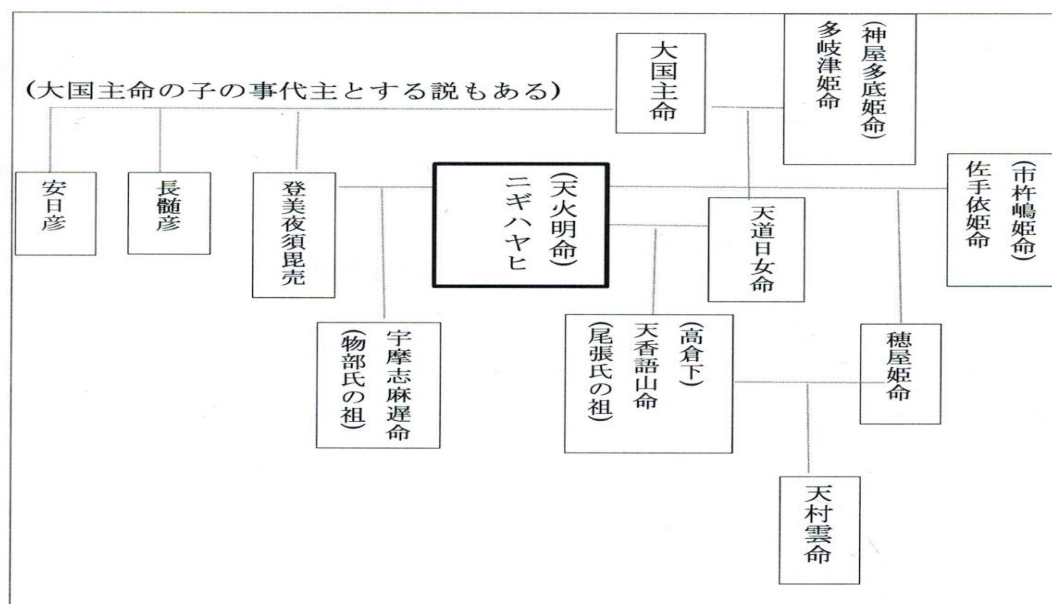 (神屋多底姫命)
多岐津姫命
大国主命
(大国主命の子の事代主とする説もある)
(市杵嶋姫命)
佐手依姫命
天道日女命
(天火明命)
ニギハヤヒ
登美夜須毘売
長髄彦
安日彦
穂屋姫命
(高倉下)
天香語山命
(尾張氏の祖)
宇摩志麻遅命
(物部氏の祖)
天村雲命